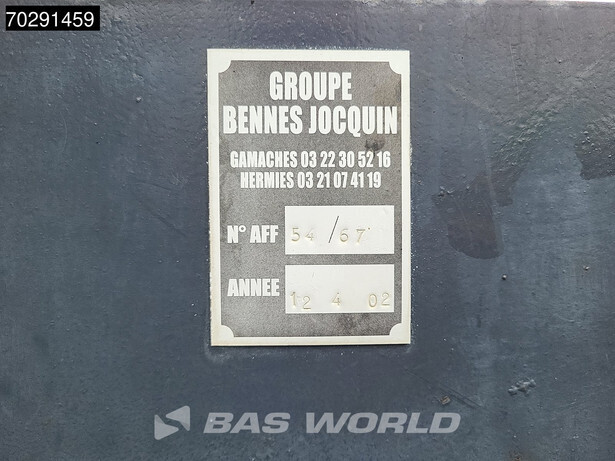 70291459
GROUPE
BENNES JOCQUIN
GAMACHES 03 22 30 52 16
HERMIES 03 21 07 41 19
N° AFF 54 / 67
ANNEE 12 4 02
BAS WORLD